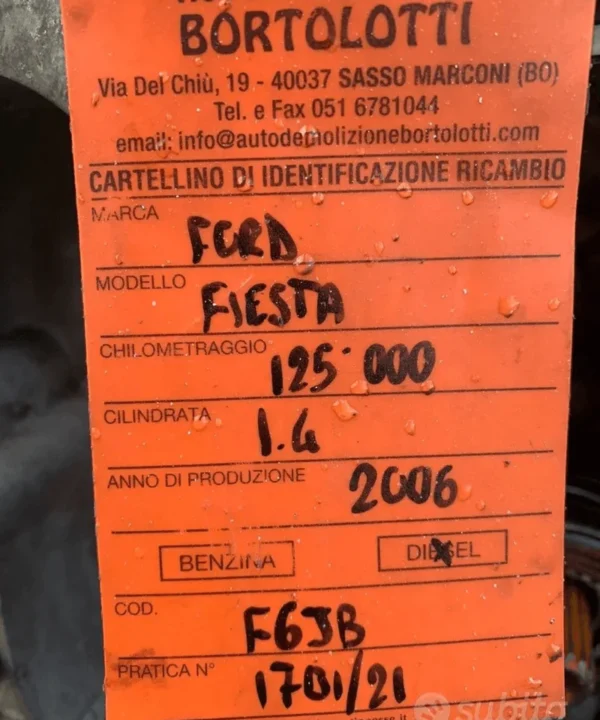 BORTOLOTTI
Via Del Chiù, 19 - 40037 SASSO MARCONI (BO)
Tel. e Fax 051 6781044
email: info@autodemolizionebortolotti.com
CARTELLINO DI IDENTIFICAZIONE RICAMBIO
MARCA FORD
MODELLO FIESTA
CHILOMETRAGGIO 125.000
CILINDRATA 1.4
ANNO DI PRODUZIONE 2006
BENZINA DIESEL
COD. F6JB
PRATICA N° 1701/21
subito